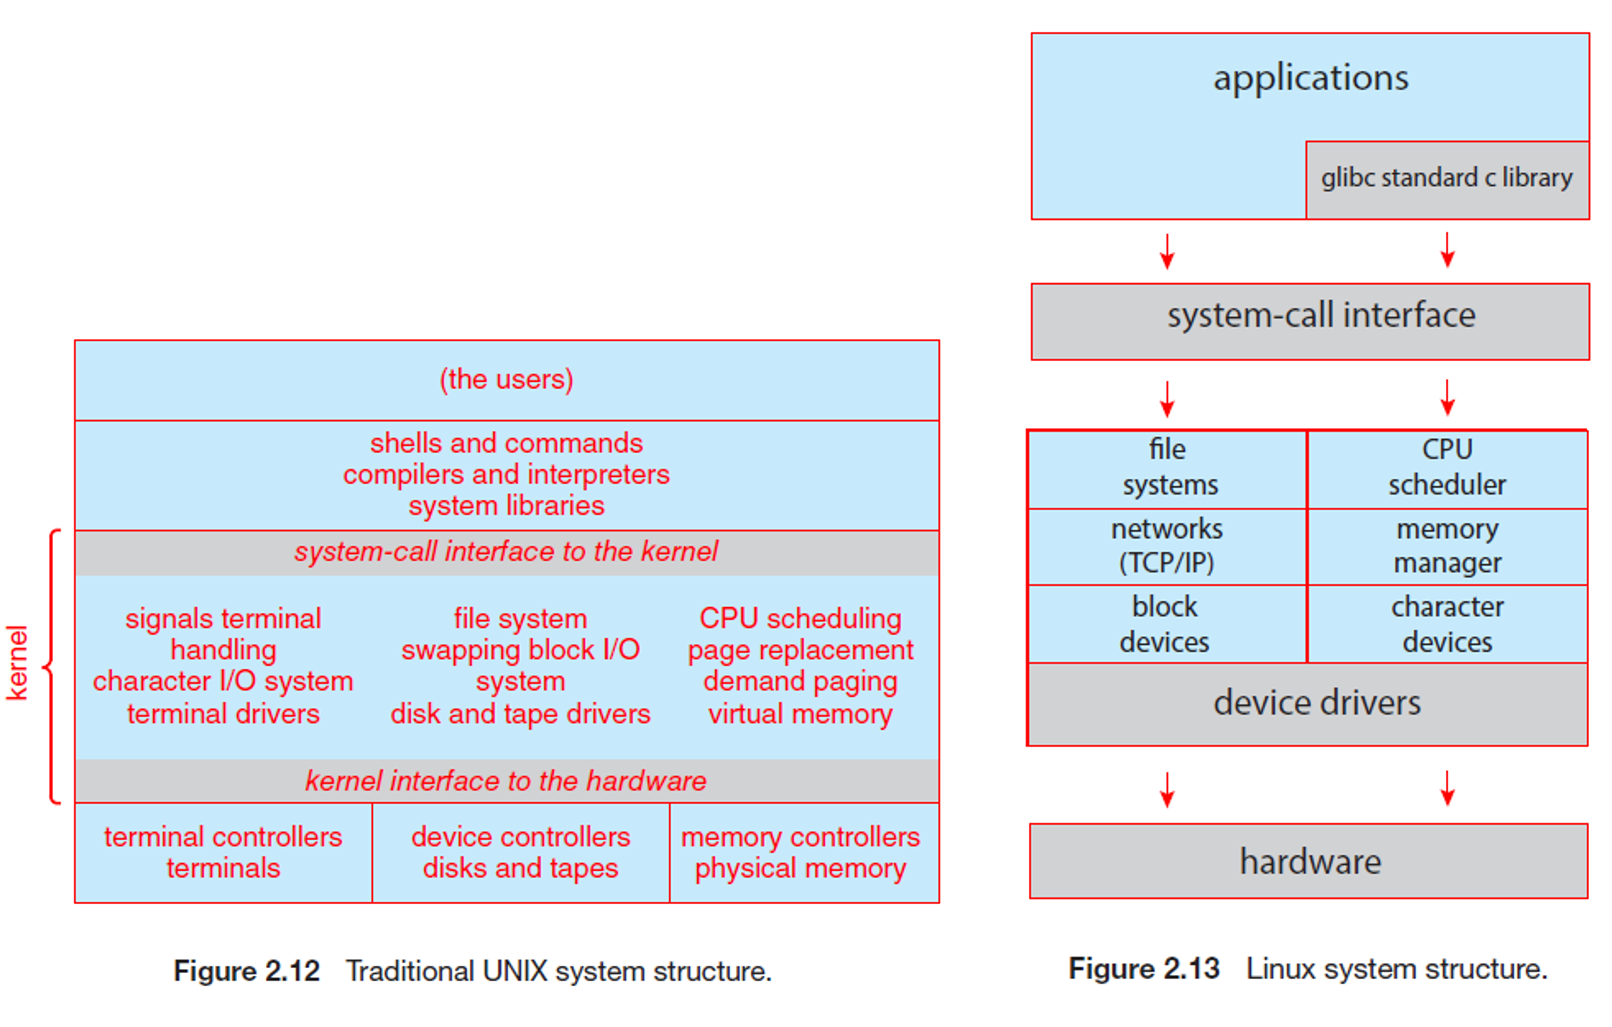 (the users)
shells and commands
compilers and interpreters
system libraries
kernel
system-call interface to the kernel
signals terminal
handling
character I/O system
terminal drivers
file system
swapping block I/O
system
disk and tape drivers
CPU scheduling
page replacement
demand paging
virtual memory
kernel interface to the hardware
terminal controllers
terminals
device controllers
disks and tapes
memory controllers
physical memory
Figure 2.12 Traditional UNIX system structure.
applications
glibc standard c library
system-call interface
file
systems
CPU
scheduler
networks
(TCP/IP)
memory
manager
block
devices
character
devices
device drivers
hardware
Figure 2.13 Linux system structure.